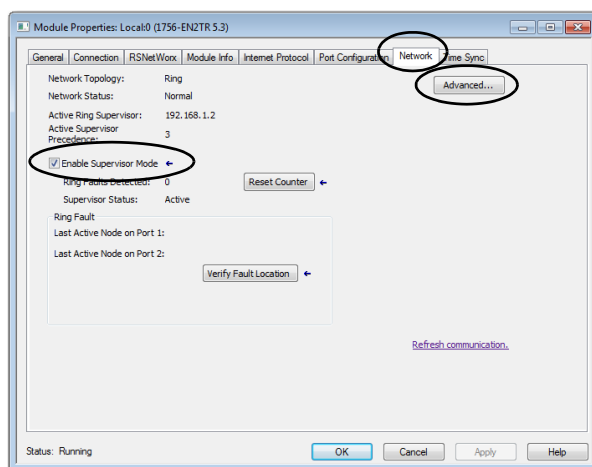 Module Properties: Local:0 (1756-EN2TR 5.3)
General Connection RSNetWorx Module Info Internet Protocol Port Configuration Network Time Sync
Network Topology: Ring
Advanced...
Network Status: Normal
Active Ring Supervisor: 192.168.1.2
Active Supervisor Precedence: 3
Enable Supervisor Mode
Ring Faults Detected: 0 Reset Counter
Supervisor Status: Active
Ring Fault
Last Active Node on Port 1:
Last Active Node on Port 2:
Verify Fault Location
Refresh communication.
Status: Running OK Cancel Apply Help